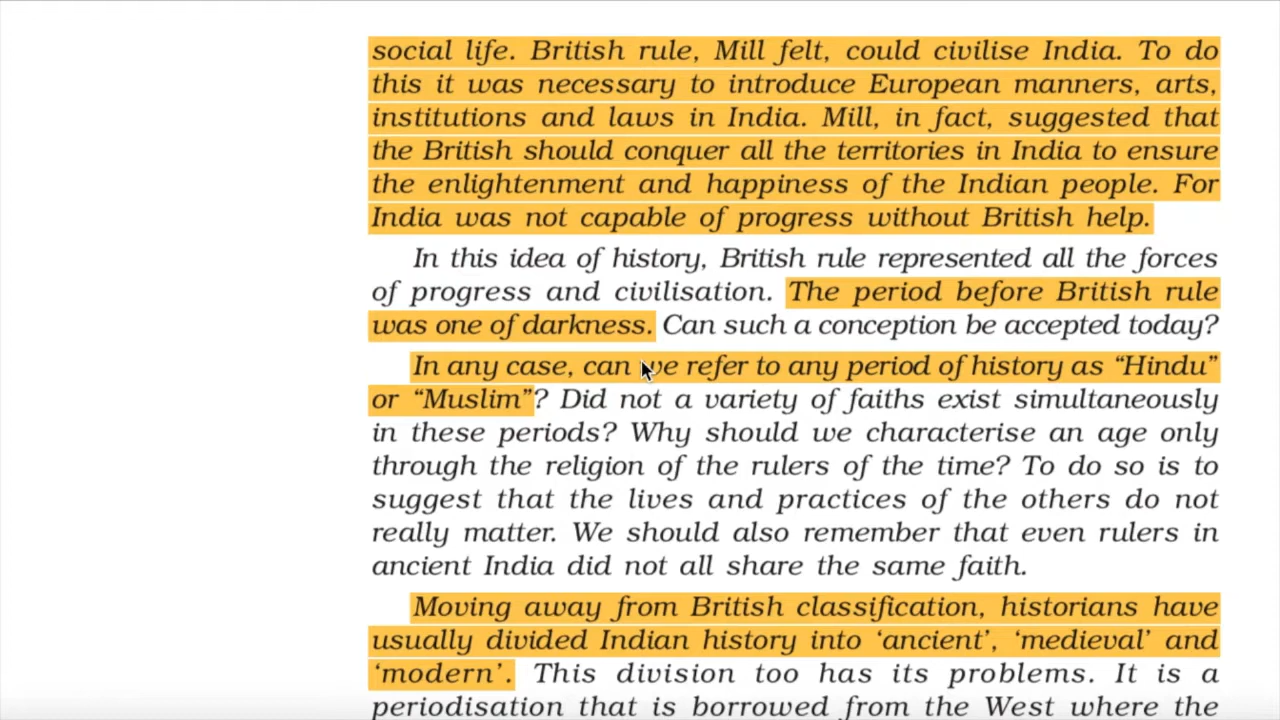 social life. British rule, Mill felt, could civilise India. To do
this it was necessary to introduce European manners, arts,
institutions and laws in India. Mill, in fact, suggested that
the British should conquer all the territories in India to ensure
the enlightenment and happiness of the Indian people. For
India was not capable of progress without British help.
In this idea of history, British rule represented all the forces
of progress and civilisation. The period before British rule
was one of darkness. Can such a conception be accepted today?
In any case, can we refer to any period of history as “Hindu”
or “Muslim”? Did not a variety of faiths exist simultaneously
in these periods? Why should we characterise an age only
through the religion of the rulers of the time? To do so is to
suggest that the lives and practices of the others do not
really matter. We should also remember that even rulers in
ancient India did not all share the same faith.
Moving away from British classification, historians have
usually divided Indian history into ‘ancient’, ‘medieval’ and
‘modern’. This division too has its problems. It is a
periodisation that is borrowed from the West where the